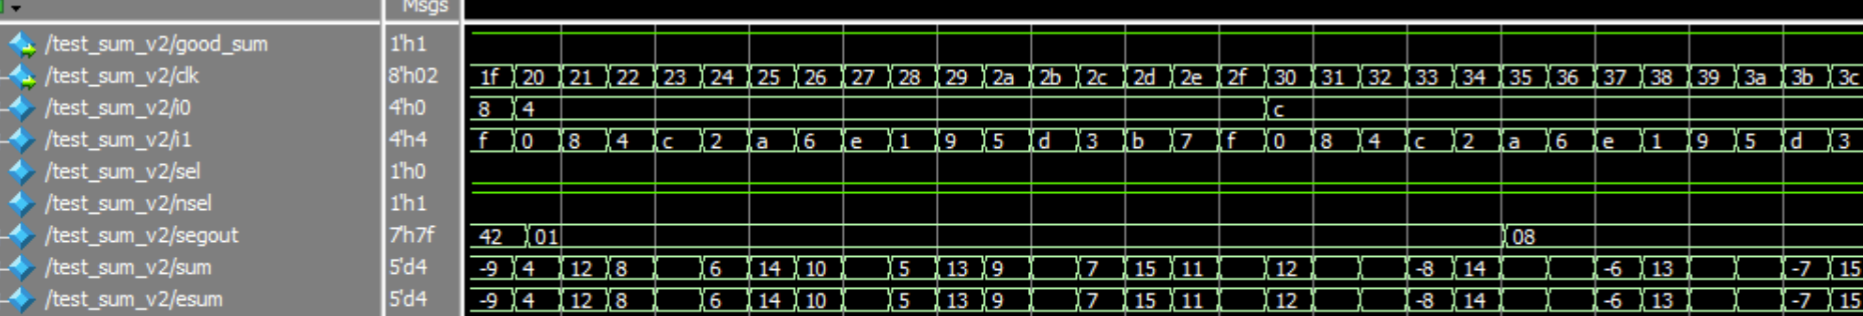 Msgs
/test_sum_v2/good_sum 1'h1
/test_sum_v2/clk 8'h02 1f 20 21 22 23 24 25 26 27 28 29 2a 2b 2c 2d 2e 2f 30 31 32 33 34 35 36 37 38 39 3a 3b 3c
/test_sum_v2/i0 4'h0 8 4 c
/test_sum_v2/i1 4'h4 f 0 8 4 c 2 a 6 e 1 9 5 d 3 b 7 f 0 8 4 c 2 a 6 e 1 9 5 d 3
/test_sum_v2/sel 1'h0
/test_sum_v2/nsel 1'h1
/test_sum_v2/segout 7'h7f 42 01 08
/test_sum_v2/sum 5'd4 -9 4 12 8 6 14 10 5 13 9 7 15 11 12 -8 14 -6 13 -7 15
/test_sum_v2/esum 5'd4 -9 4 12 8 6 14 10 5 13 9 7 15 11 12 -8 14 -6 13 -7 15